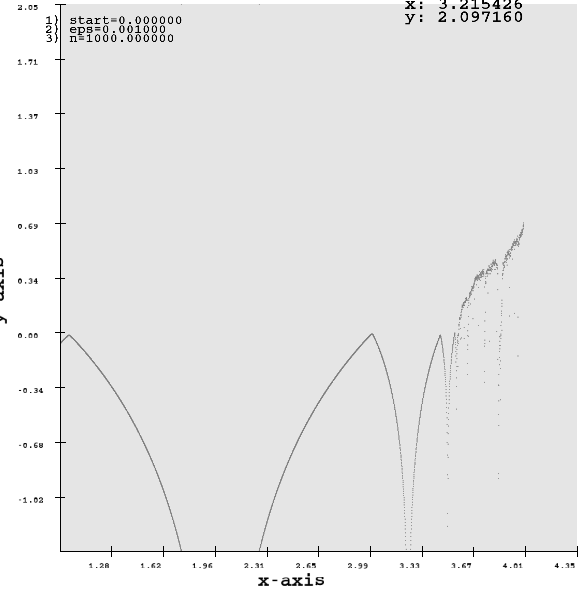 x: 3.215426
y: 2.097160
2.05
1) start=0.000000
2) eps=0.001000
3) n=1000.000000
1.71
1.37
1.03
0.69
0.34
y axis
0.00
-0.34
-0.68
-1.02
1.28 1.62 1.96 2.31 2.65 2.99 3.33 3.67 4.01 4.35
x-axis